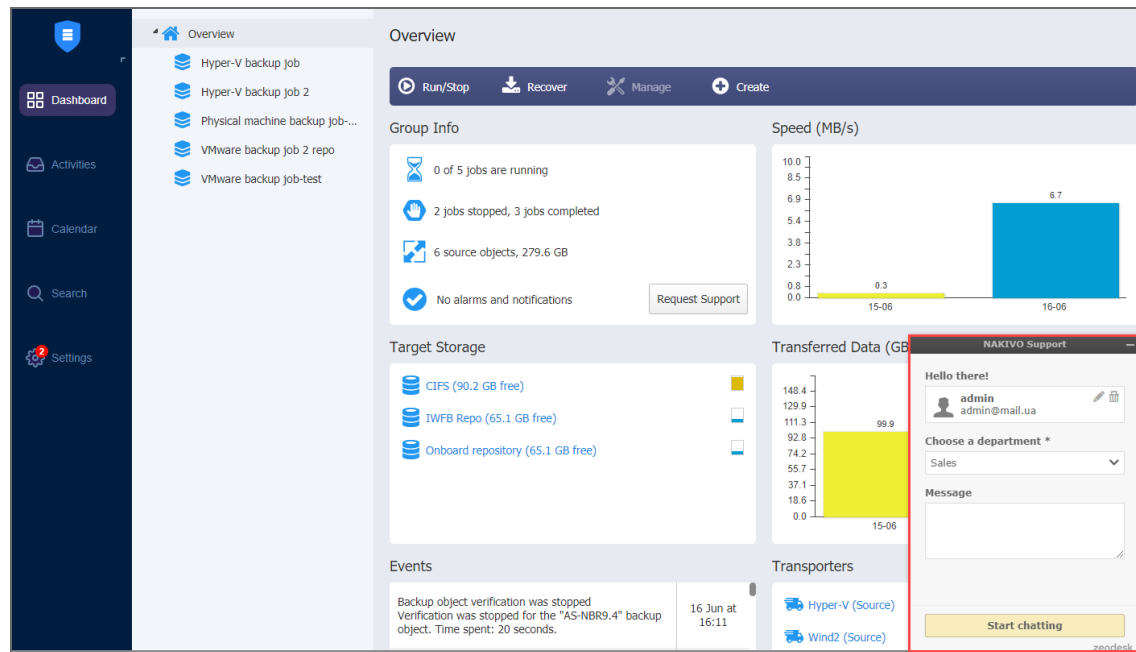 Dashboard
Activities
Calendar
Search
2
Settings
Overview
Hyper-V backup job
Hyper-V backup job 2
Physical machine backup job-...
VMware backup job 2 repo
VMware backup job-test
Overview
Run/Stop Recover Manage Create
Group Info
0 of 5 jobs are running
2 jobs stopped, 3 jobs completed
6 source objects, 279.6 GB
No alarms and notifications
Request Support
Speed (MB/s)
10.0
8.5
6.9
5.4
3.8
2.3
0.8
0.0
0.3
6.7
15-06 16-06
Target Storage
CIFS (90.2 GB free)
IWFB Repo (65.1 GB free)
Onboard repository (65.1 GB free)
Transferred Data (GB
148.4
129.9
111.3
92.8
74.2
55.7
37.1
18.6
0.0
99.9
15-06
Events
Backup object verification was stopped
Verification was stopped for the "AS-NBR9.4" backup
object. Time spent: 20 seconds.
16 Jun at
16:11
Transporters
Hyper-V (Source)
Wind2 (Source)
NAKIVO Support
Hello there!
admin
admin@mail.ua
Choose a department *
Sales
Message
Start chatting
zendesk